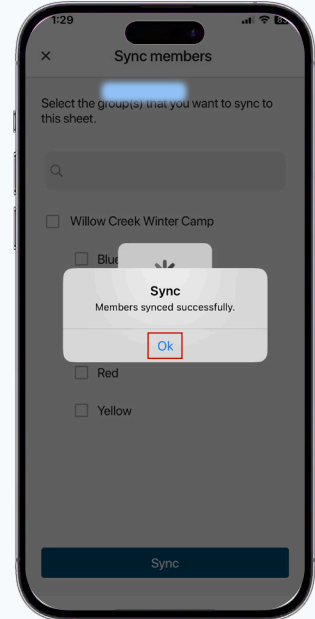 1:29
Sync members
Select the group(s) that you want to sync to
this sheet.
Willow Creek Winter Camp
Blue
Sync
Members synced successfully.
Ok
Red
Yellow
Sync